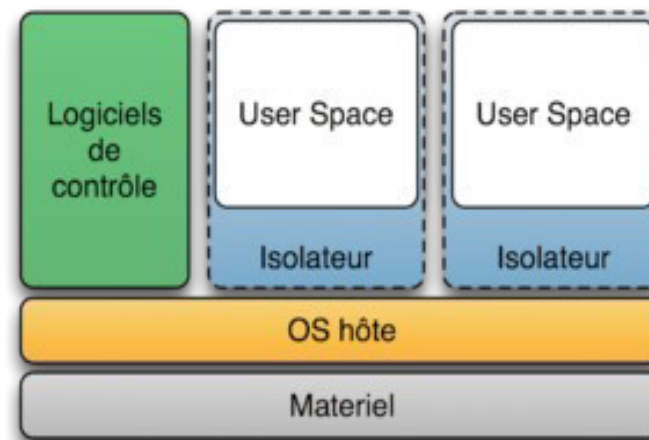 Logiciels
de
contrôle
User Space
Isolateur
User Space
Isolateur
OS hôte
Materiel